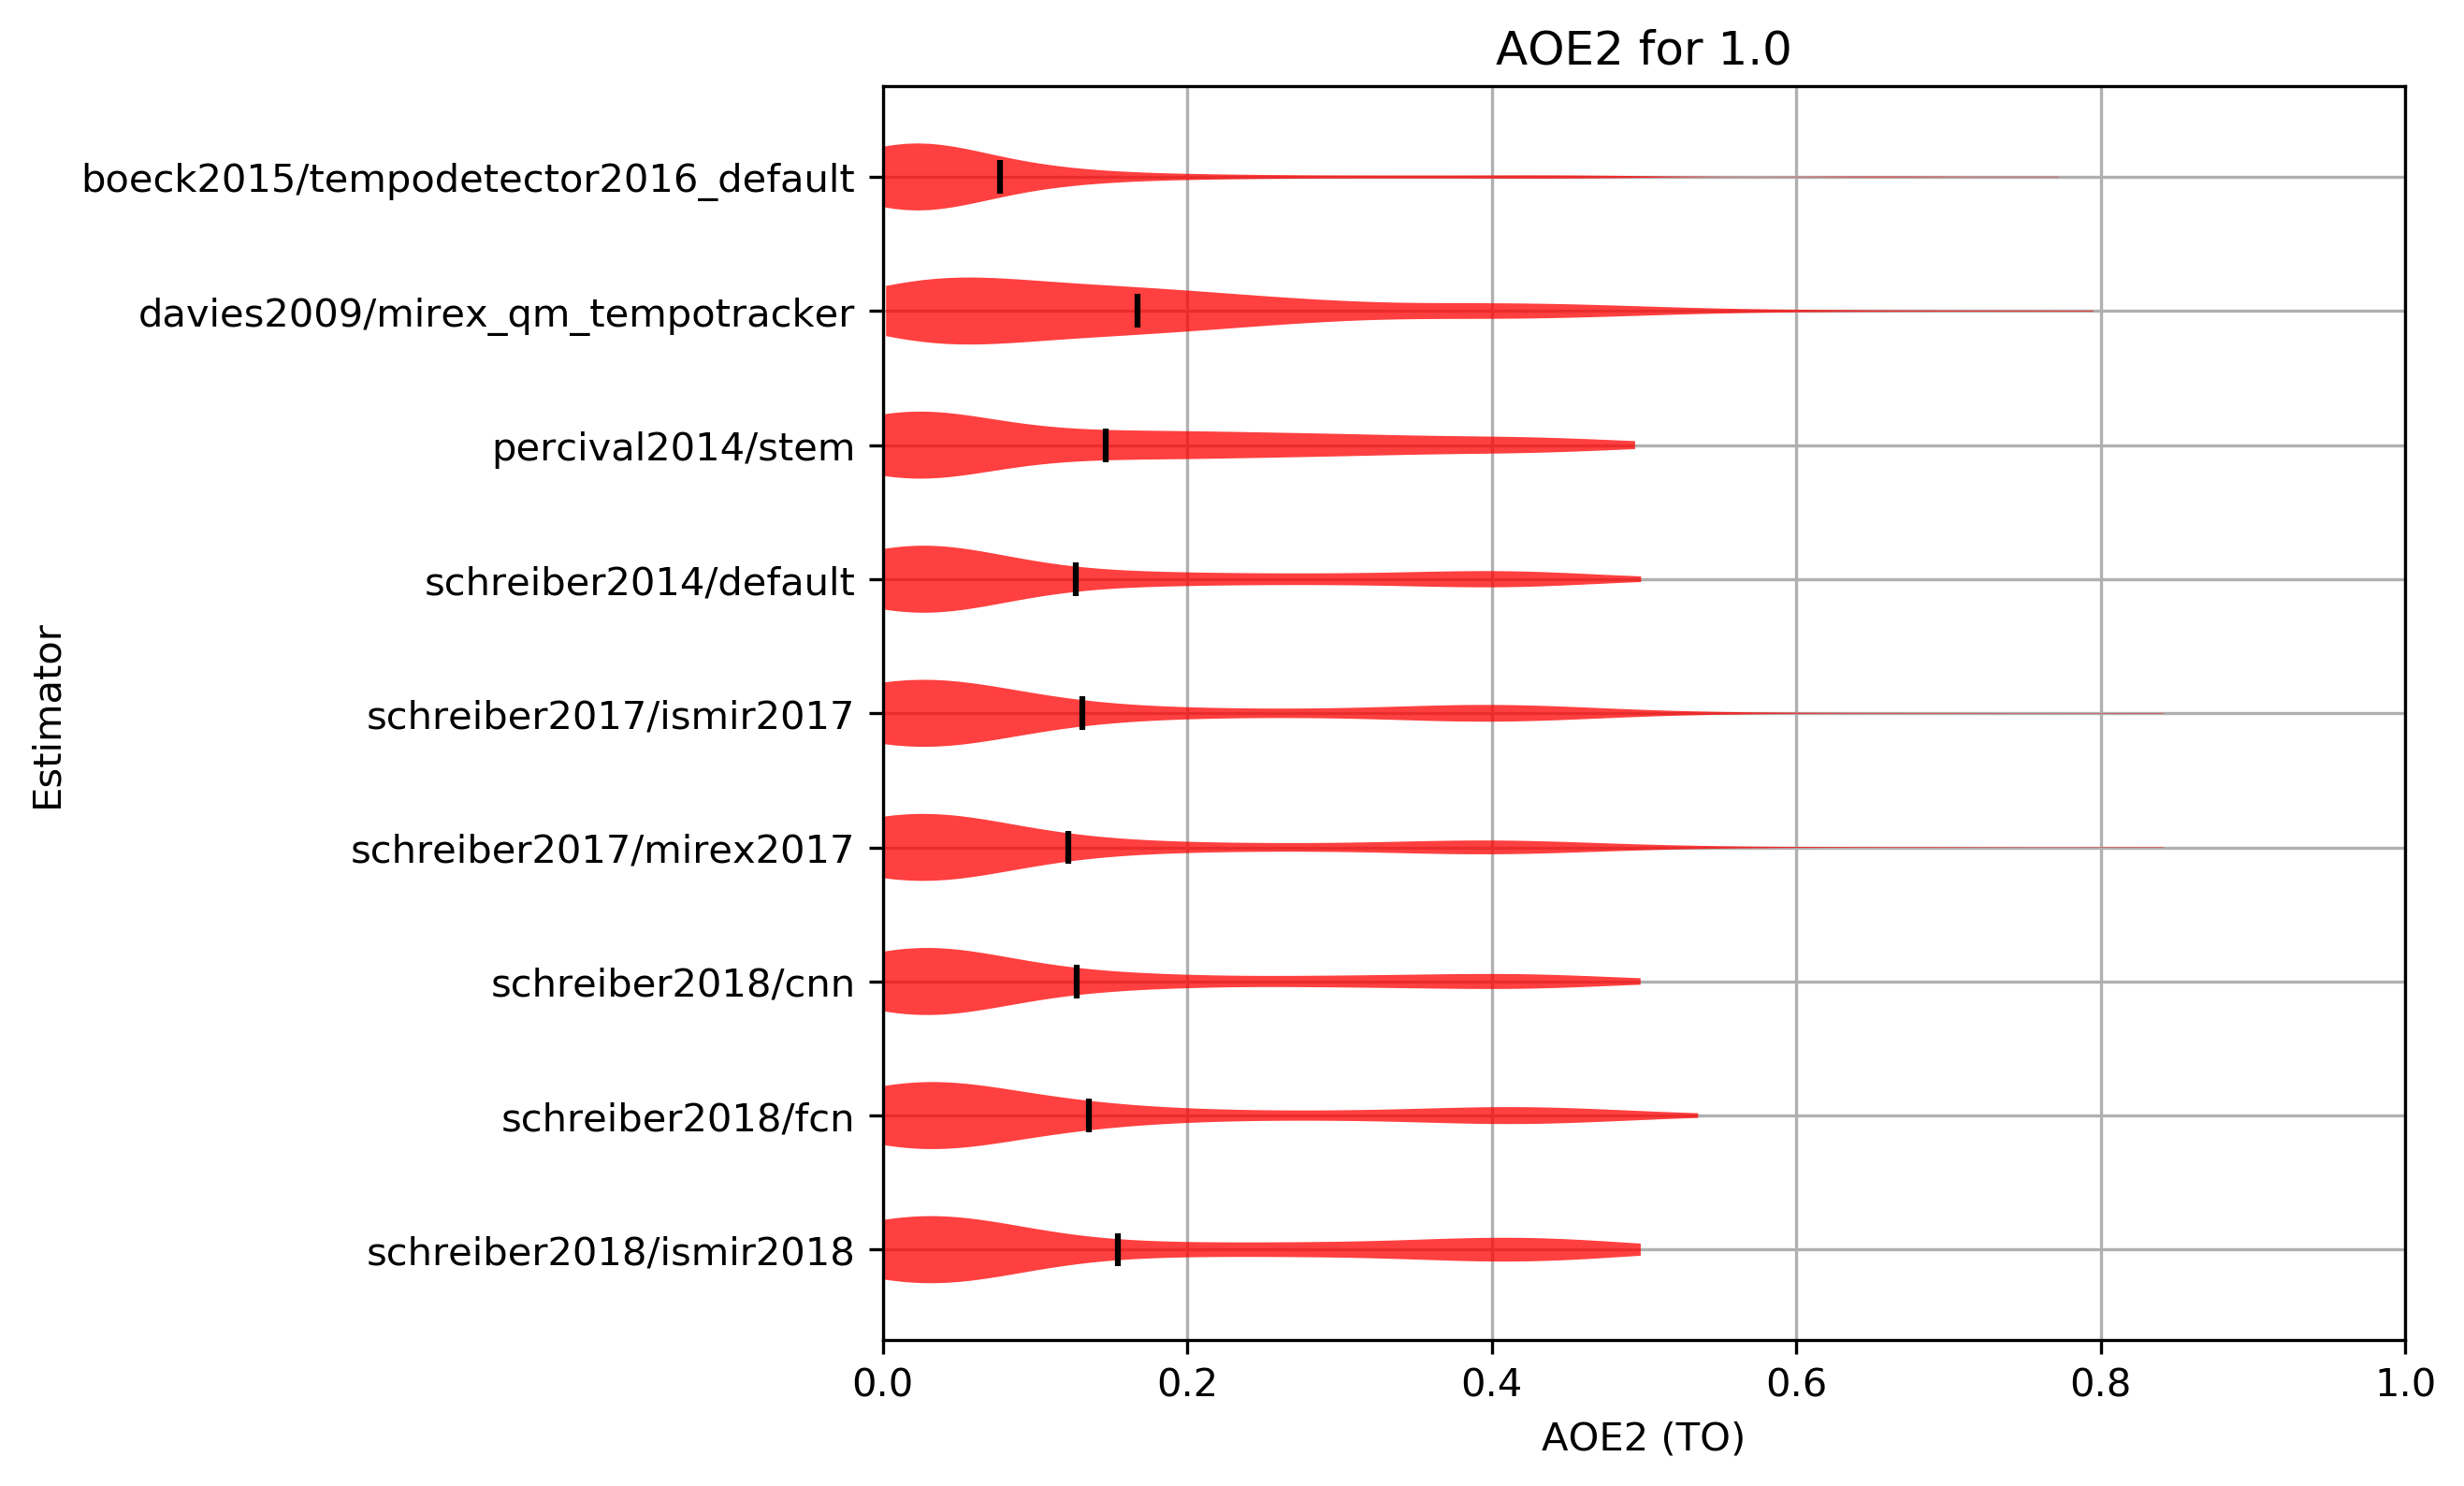 AOE2 for 1.0
boeck2015/tempodetector2016_default
davies2009/mirex_qm_tempotracker
percival2014/stem
schreiber2014/default
schreiber2017/ismir2017
schreiber2017/mirex2017
schreiber2018/cnn
schreiber2018/fcn
schreiber2018/ismir2018
Estimator
0.0 0.2 0.4 0.6 0.8 1.0
AOE2 (TO)